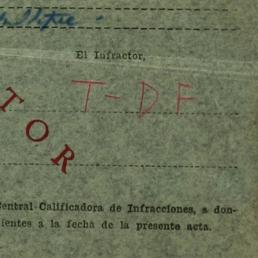 El Infractor,
T-DF
TOR
Central Calificadora de Infracciones, a don-
ientes a la fecha de la presente acta.